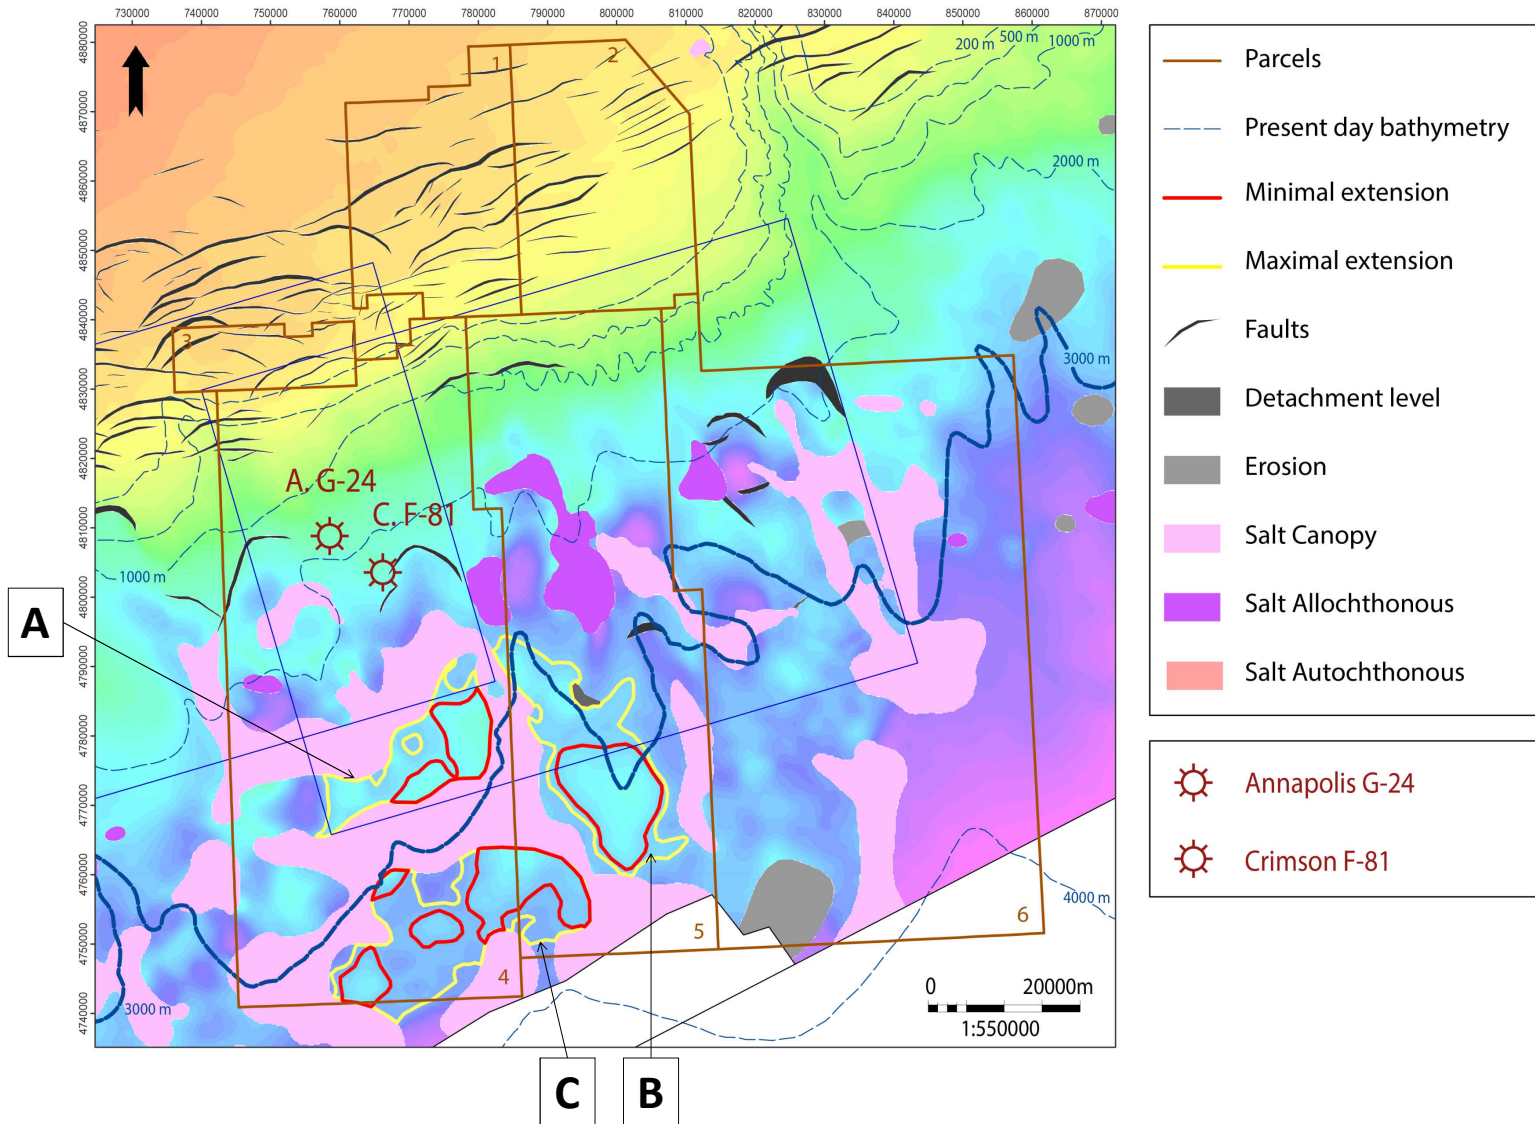 730000 740000 750000 760000 770000 780000 790000 800000 810000 820000 830000 840000 850000 860000 870000
4880000
4870000
4860000
4850000
4840000
4830000
4820000
4810000
4800000
4790000
4780000
4770000
4760000
4750000
4740000
1
2
3
4
5
6
200 m
500 m
1000 m
2000 m
3000 m
4000 m
1000 m
3000 m
A. G-24
C. F-81
A
C
B
0 20000m
1:550000
Parcels
Present day bathymetry
Minimal extension
Maximal extension
Faults
Detachment level
Erosion
Salt Canopy
Salt Allochthonous
Salt Autochthonous
Annapolis G-24
Crimson F-81